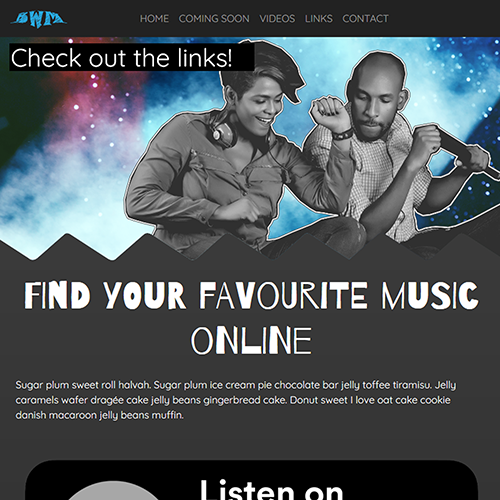 BWM
HOME COMING SOON VIDEOS LINKS CONTACT
Check out the links!
FIND YOUR FAVOURITE MUSIC
ONLINE
Sugar plum sweet roll halvah. Sugar plum ice cream pie chocolate bar jelly toffee tiramisu. Jelly
caramels wafer dragée cake jelly beans gingerbread cake. Donut sweet I love oat cake cookie
danish macaroon jelly beans muffin.
Listen on